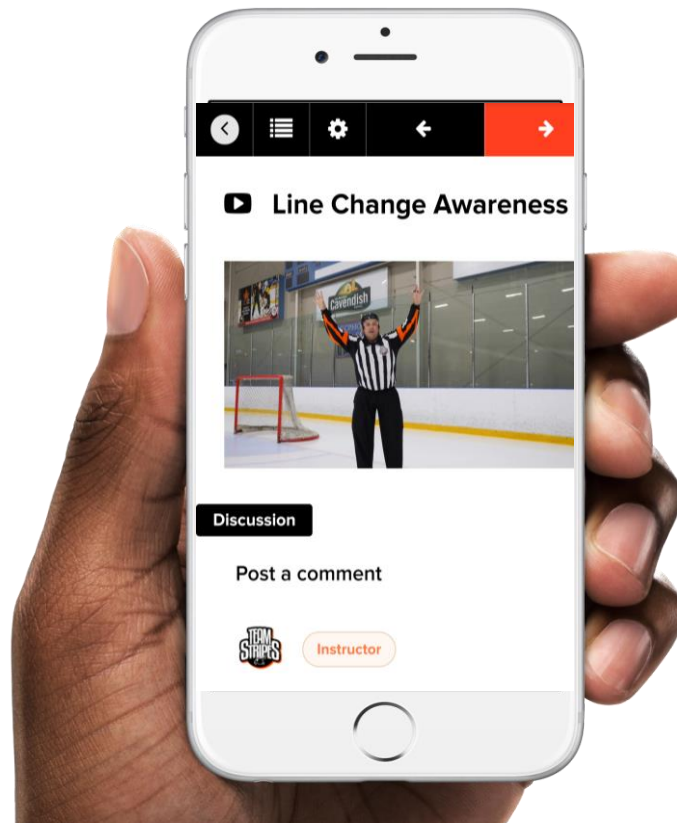 Line Change Awareness
Cavendish
Discussion
Post a comment
TEAM
STRIPES
Instructor